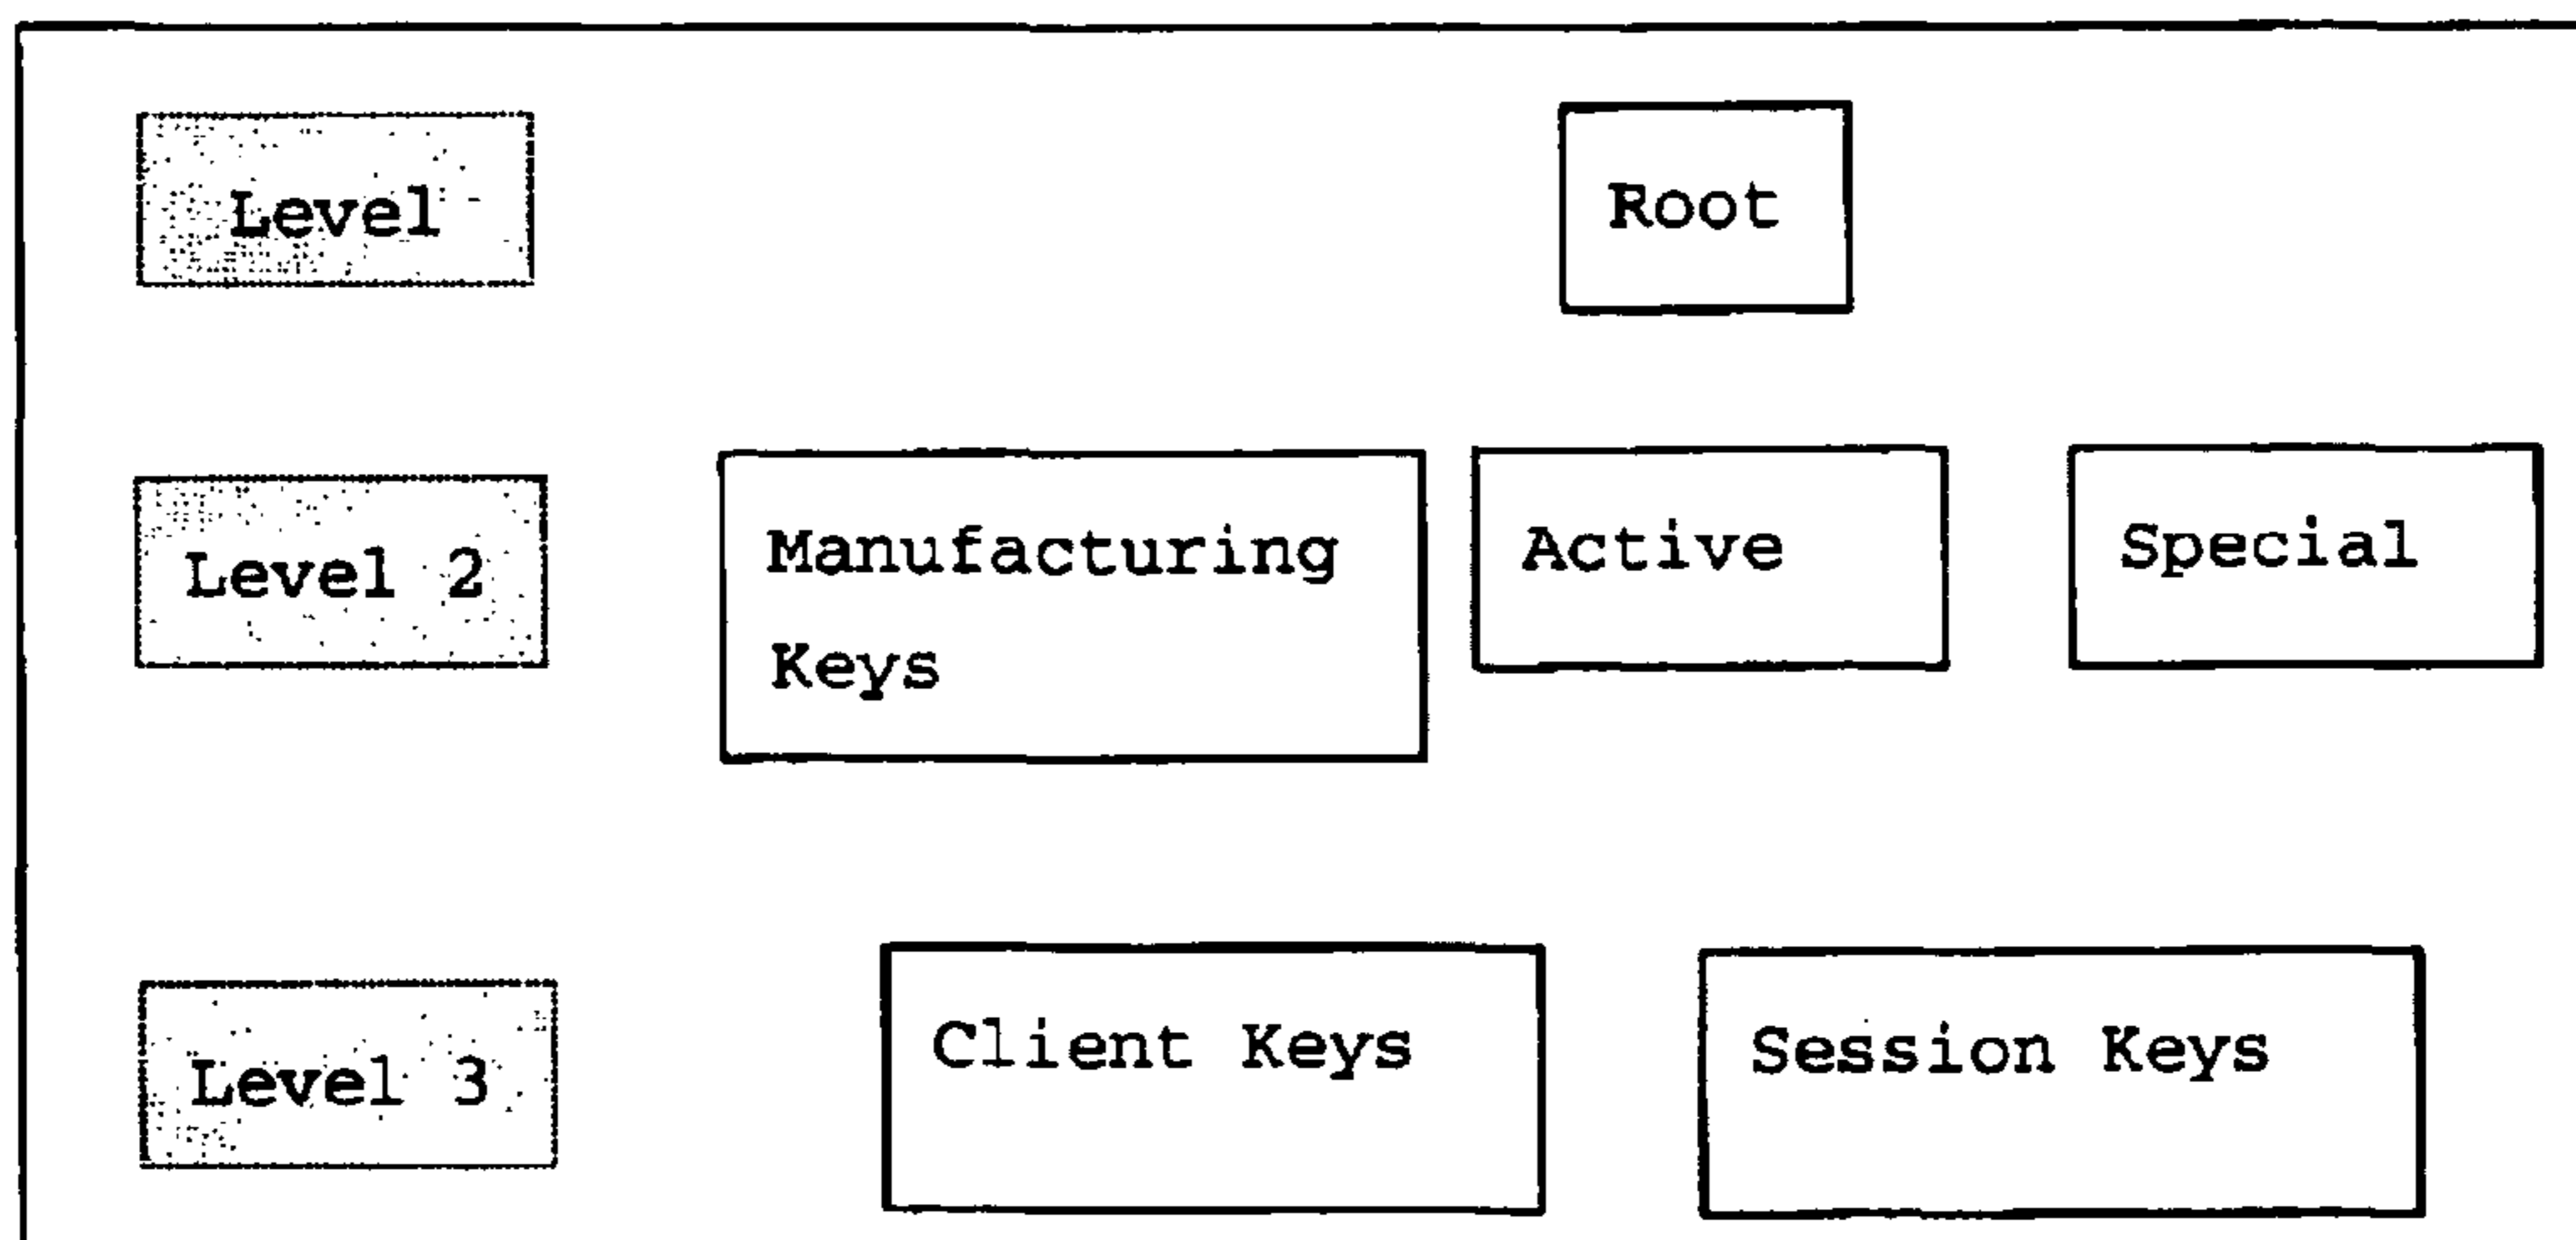 Level
Root
Level 2
Manufacturing
Keys
Active
Special
Level 3
Client Keys
Session Keys